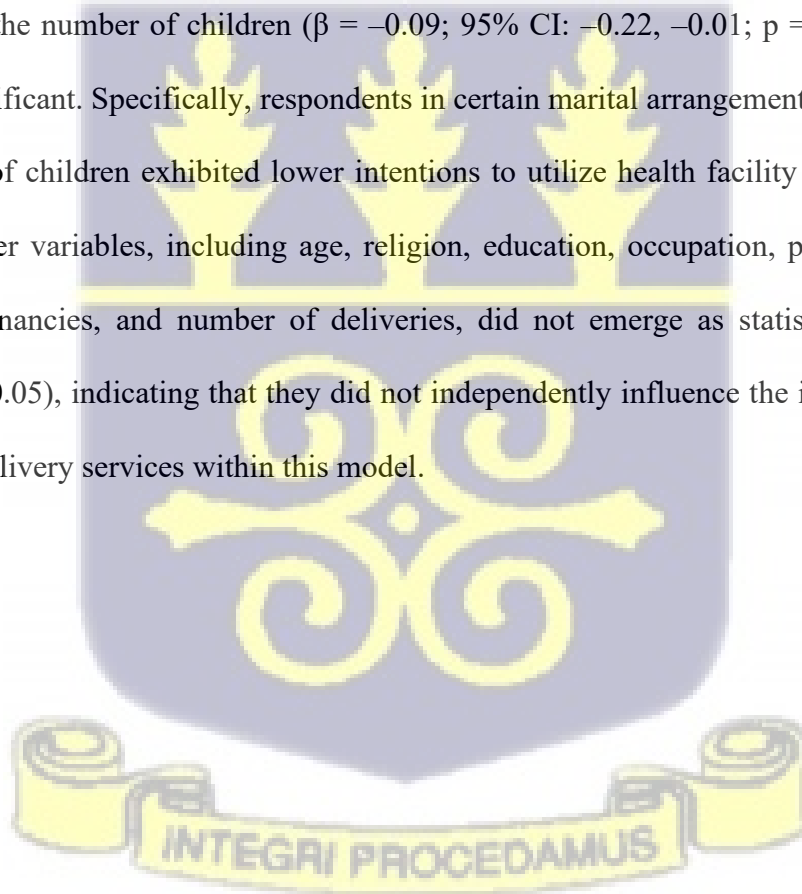 the number of children (β = –0.09; 95% CI: –0.22, –0.01; p =
ificant. Specifically, respondents in certain marital arrangement
of children exhibited lower intentions to utilize health facility
er variables, including age, religion, education, occupation, p
nancies, and number of deliveries, did not emerge as statis
0.05), indicating that they did not independently influence the i
livery services within this model.
INTEGRI PROCEDAMUS